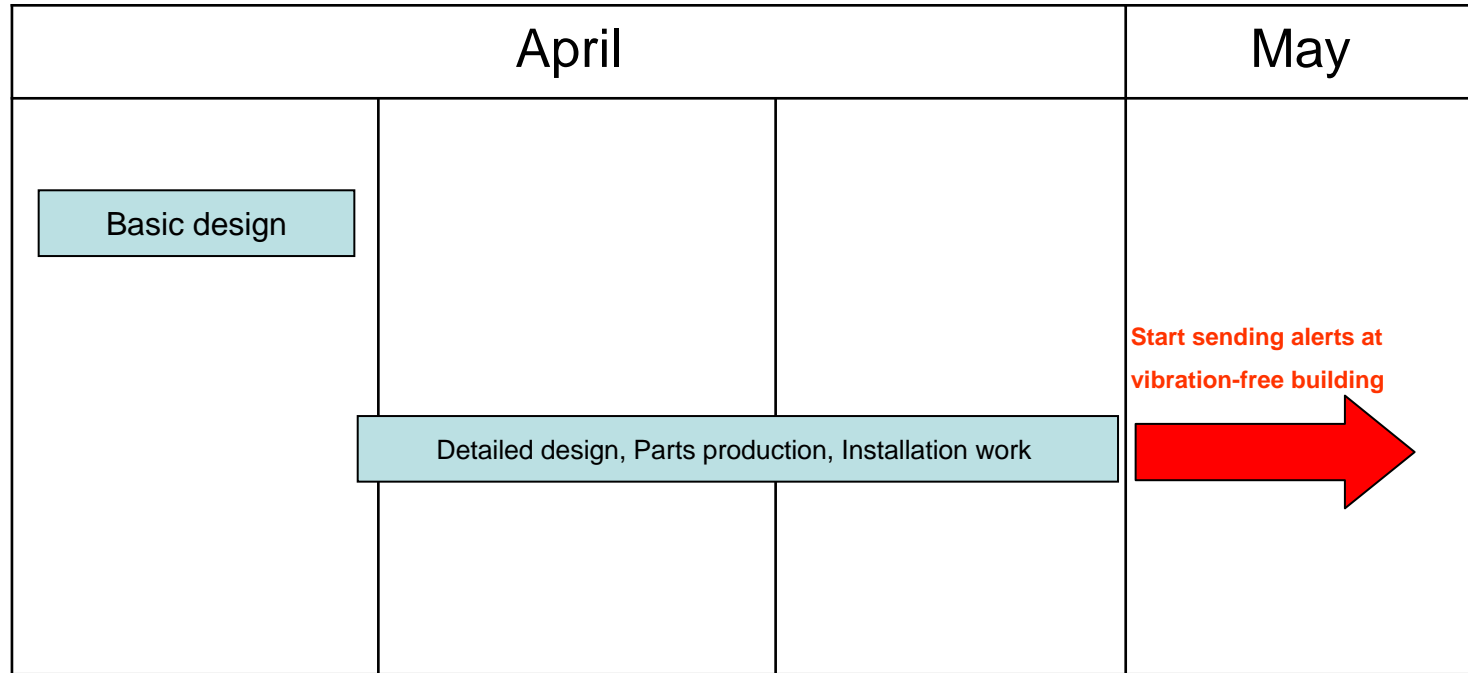 April
May
Basic design
Start sending alerts at
vibration-free building
Detailed design, Parts production, Installation work